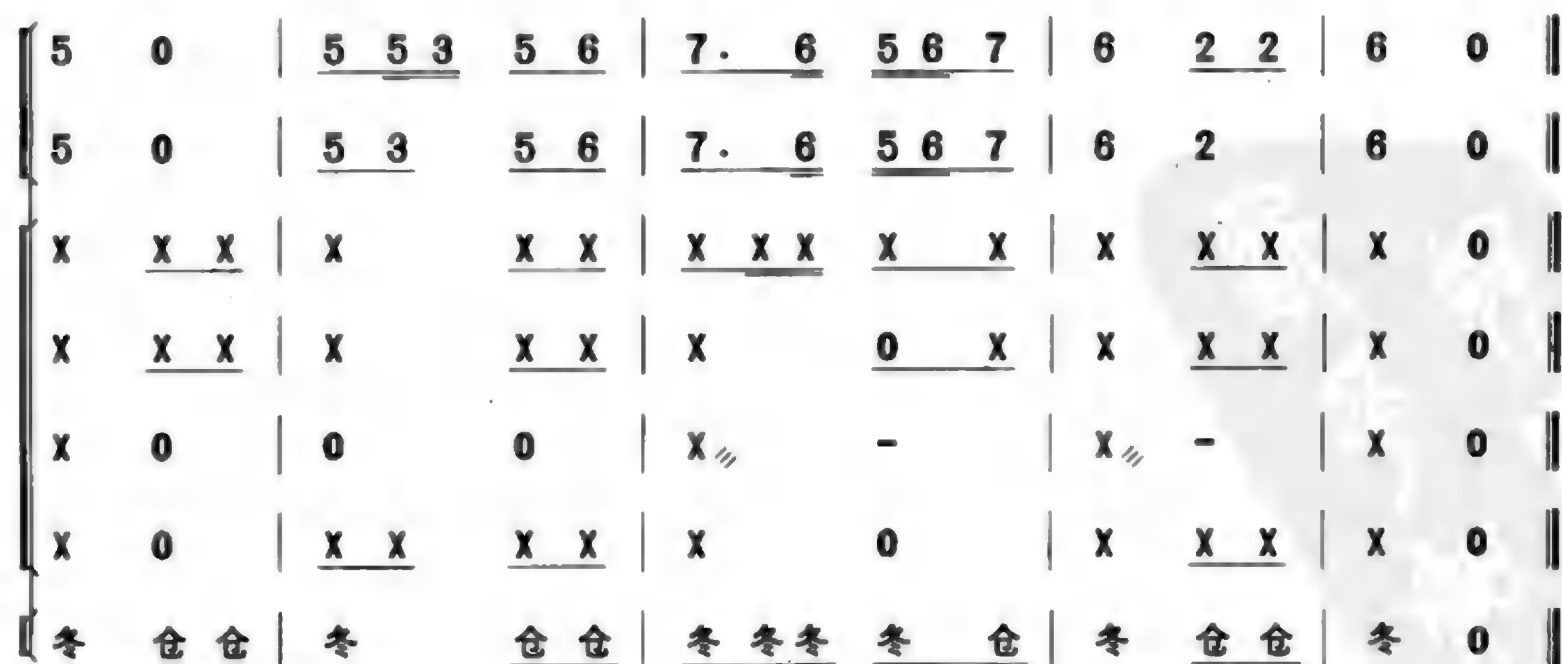 5 0 | 5 5 3 5 6 | 7. 6 5 6 7 | 6 2 2 | 6 0 ‖
5 0 | 5 3 5 6 | 7. 6 5 6 7 | 6 2 | 6 0 ‖
X X X | X X X | X X X X X | X X X | X 0 ‖
X X X | X X X | X 0 X | X X X | X 0 ‖
X 0 | 0 0 | X - | X - | X 0 ‖
X 0 | X X X X | X 0 | X X X | X 0 ‖
冬 仓 仓 | 冬 仓 仓 | 冬 冬 冬 冬 仓 | 冬 仓 仓 | 冬 0 ‖